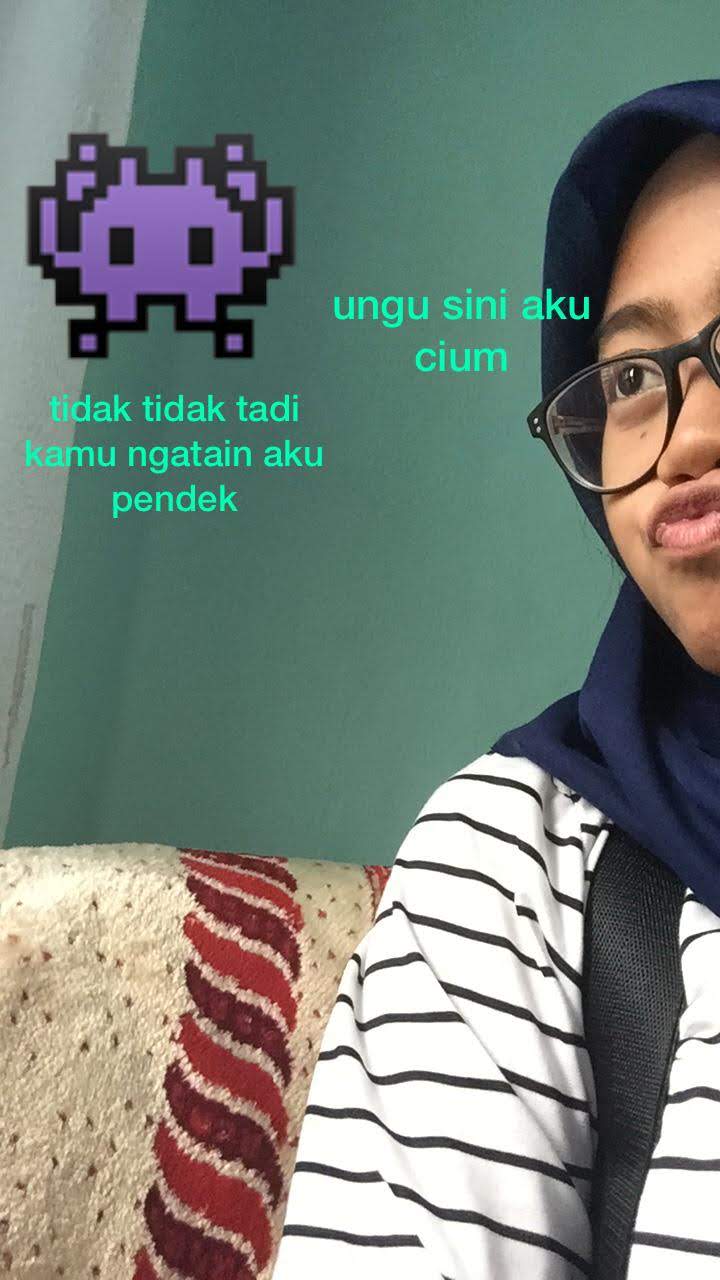 ungu sini aku
cium
tidak tidak tadi
kamu ngatain aku
pendek